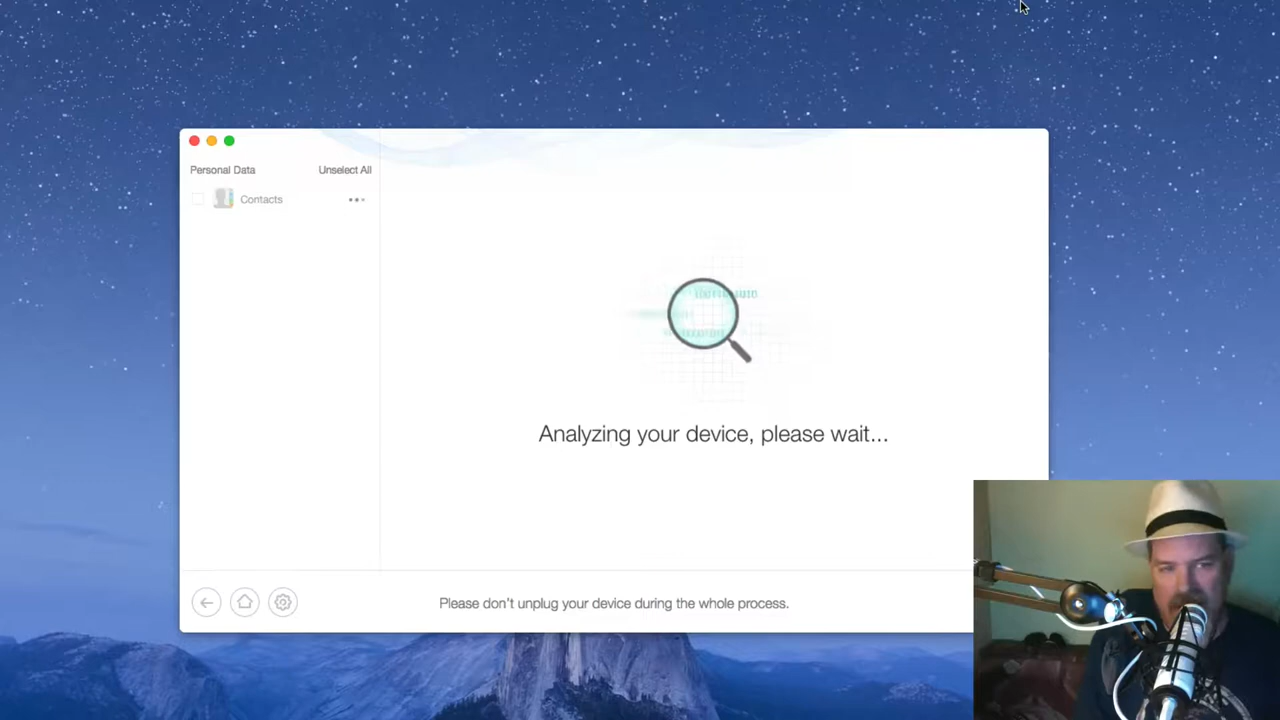 Personal Data
Unselect All
Contacts
Analyzing your device, please wait...
Please don't unplug your device during the whole process.